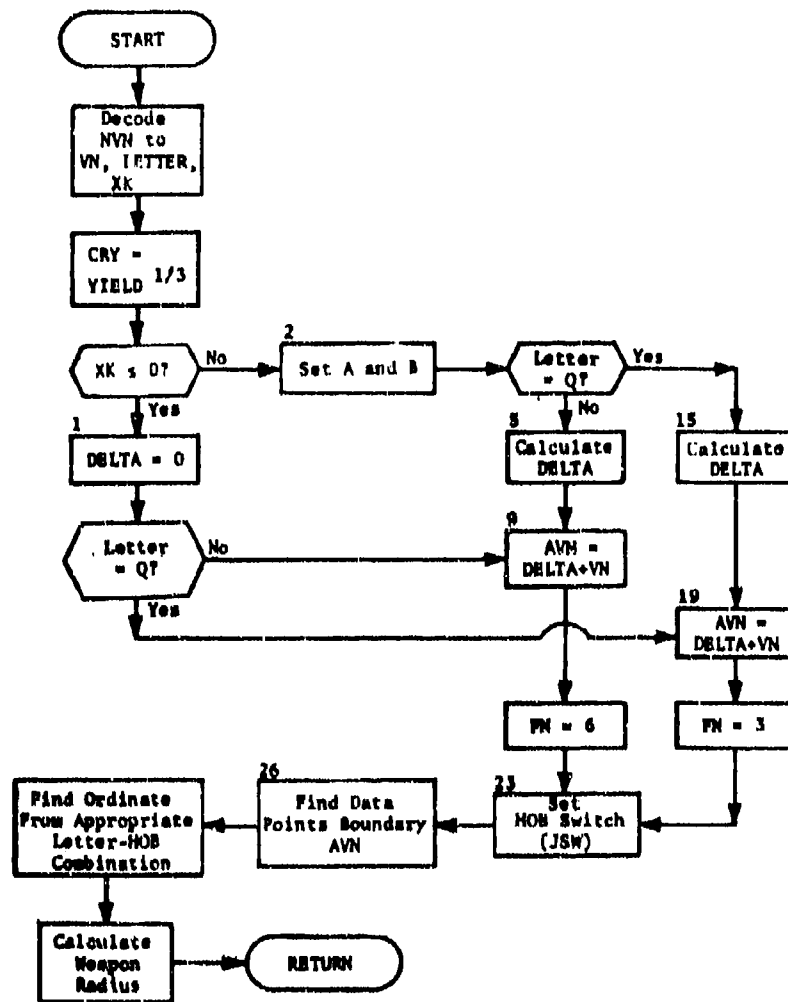 START
Decode
NVN to
VN, LETTER,
XK
CRY =
YIELD 1/3
XK ≤ 0?
No
Yes
2
Set A and B
Letter
= Q?
Yes
No
1
DELTA = 0
5
Calculate
DELTA
15
Calculate
DELTA
Letter
= Q?
No
Yes
9
AVN =
DELTA+VN
19
AVN =
DELTA+VN
FN = 6
FN = 3
23
Set
HOB Switch
(JSW)
26
Find Data
Points Boundary
AVN
Find Ordinate
From Appropriate
Letter-HOB
Combination
Calculate
Weapon
Radius
RETURN